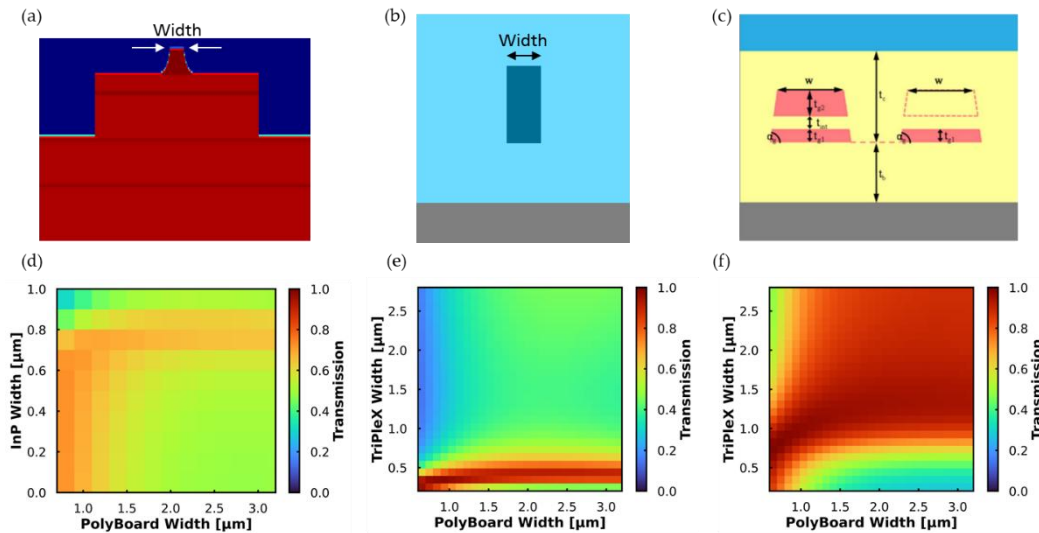 (a)
Width
(b)
Width
(c)
w
t_g2
t_int
t_g1
α
t_c
t_b
w
α
t_g1
(d)
InP Width [µm]
1.0
0.8
0.6
0.4
0.2
0.0
1.0 1.5 2.0 2.5 3.0
PolyBoard Width [µm]
1.0
0.8
0.6
0.4
0.2
0.0
Transmission
(e)
TriPleX Width [µm]
2.5
2.0
1.5
1.0
0.5
1.0 1.5 2.0 2.5 3.0
PolyBoard Width [µm]
1.0
0.8
0.6
0.4
0.2
0.0
Transmission
(f)
TriPleX Width [µm]
2.5
2.0
1.5
1.0
0.5
1.0 1.5 2.0 2.5 3.0
PolyBoard Width [µm]
1.0
0.8
0.6
0.4
0.2
0.0
Transmission